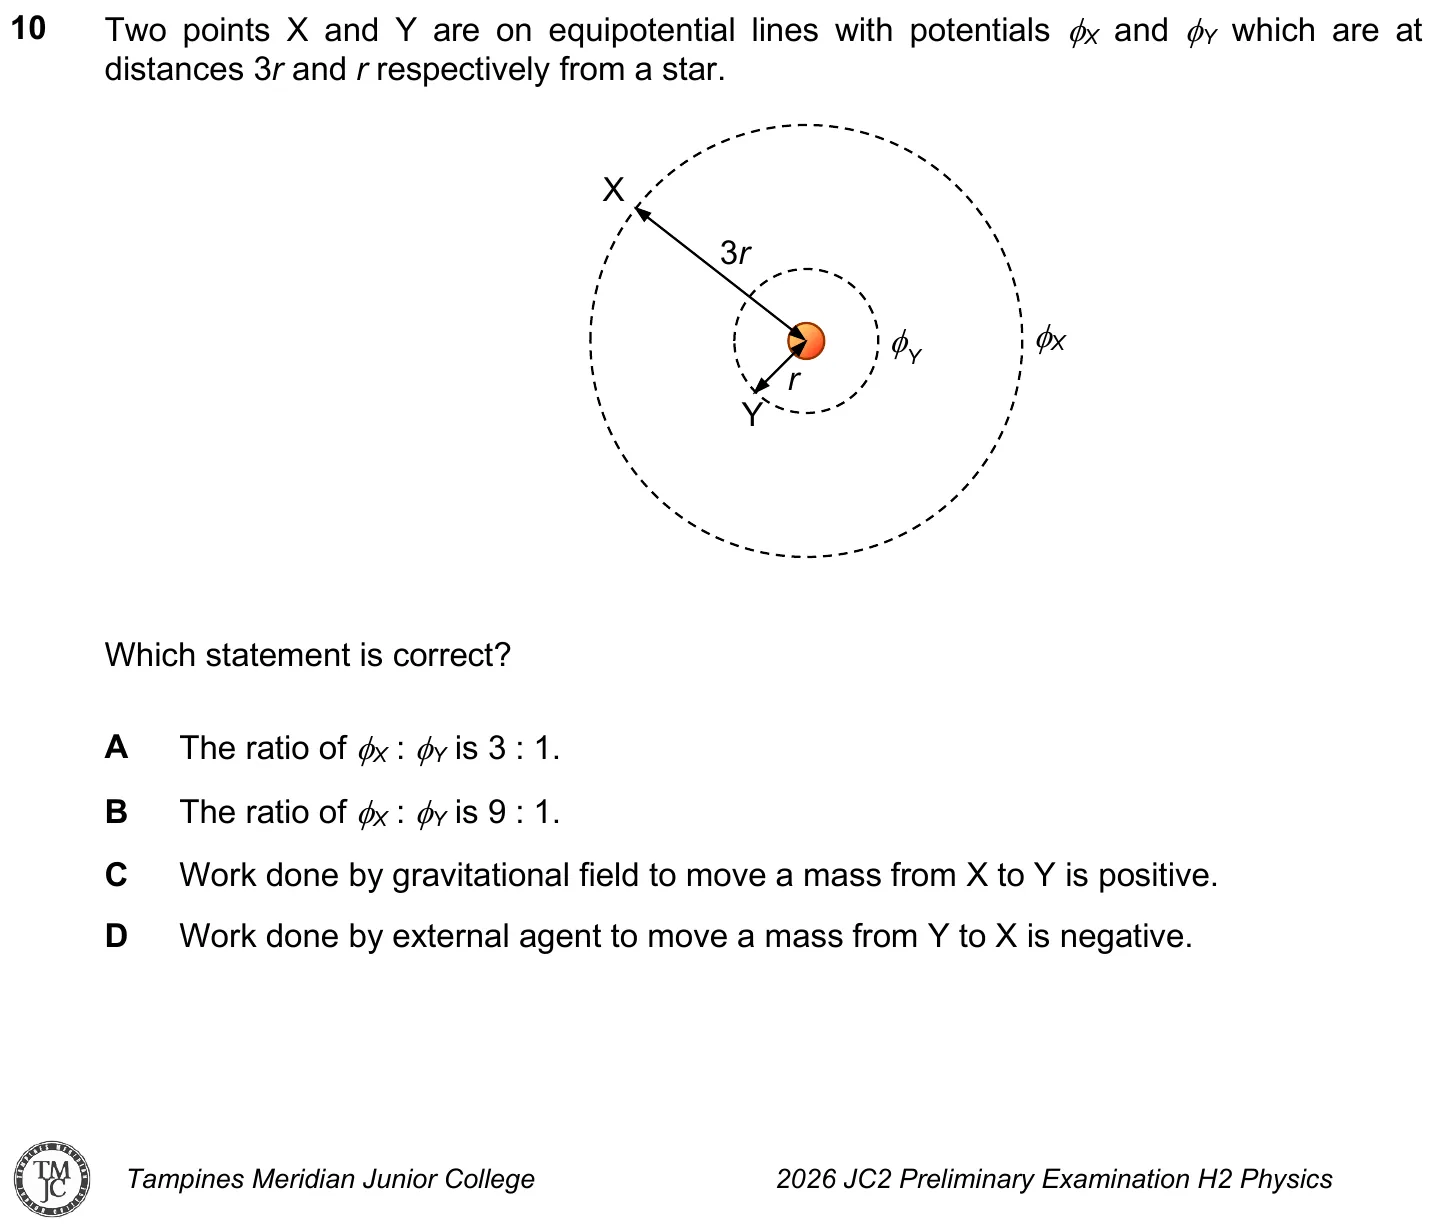 10 Two points X and Y are on equipotential lines with potentials ϕX and ϕY which are at
distances 3r and r respectively from a star.
X
3r
ϕY
ϕX
r
Y
Which statement is correct?
A The ratio of ϕX : ϕY is 3 : 1.
B The ratio of ϕX : ϕY is 9 : 1.
C Work done by gravitational field to move a mass from X to Y is positive.
D Work done by external agent to move a mass from Y to X is negative.
TM
JC
Tampines Meridian Junior College 2026 JC2 Preliminary Examination H2 Physics